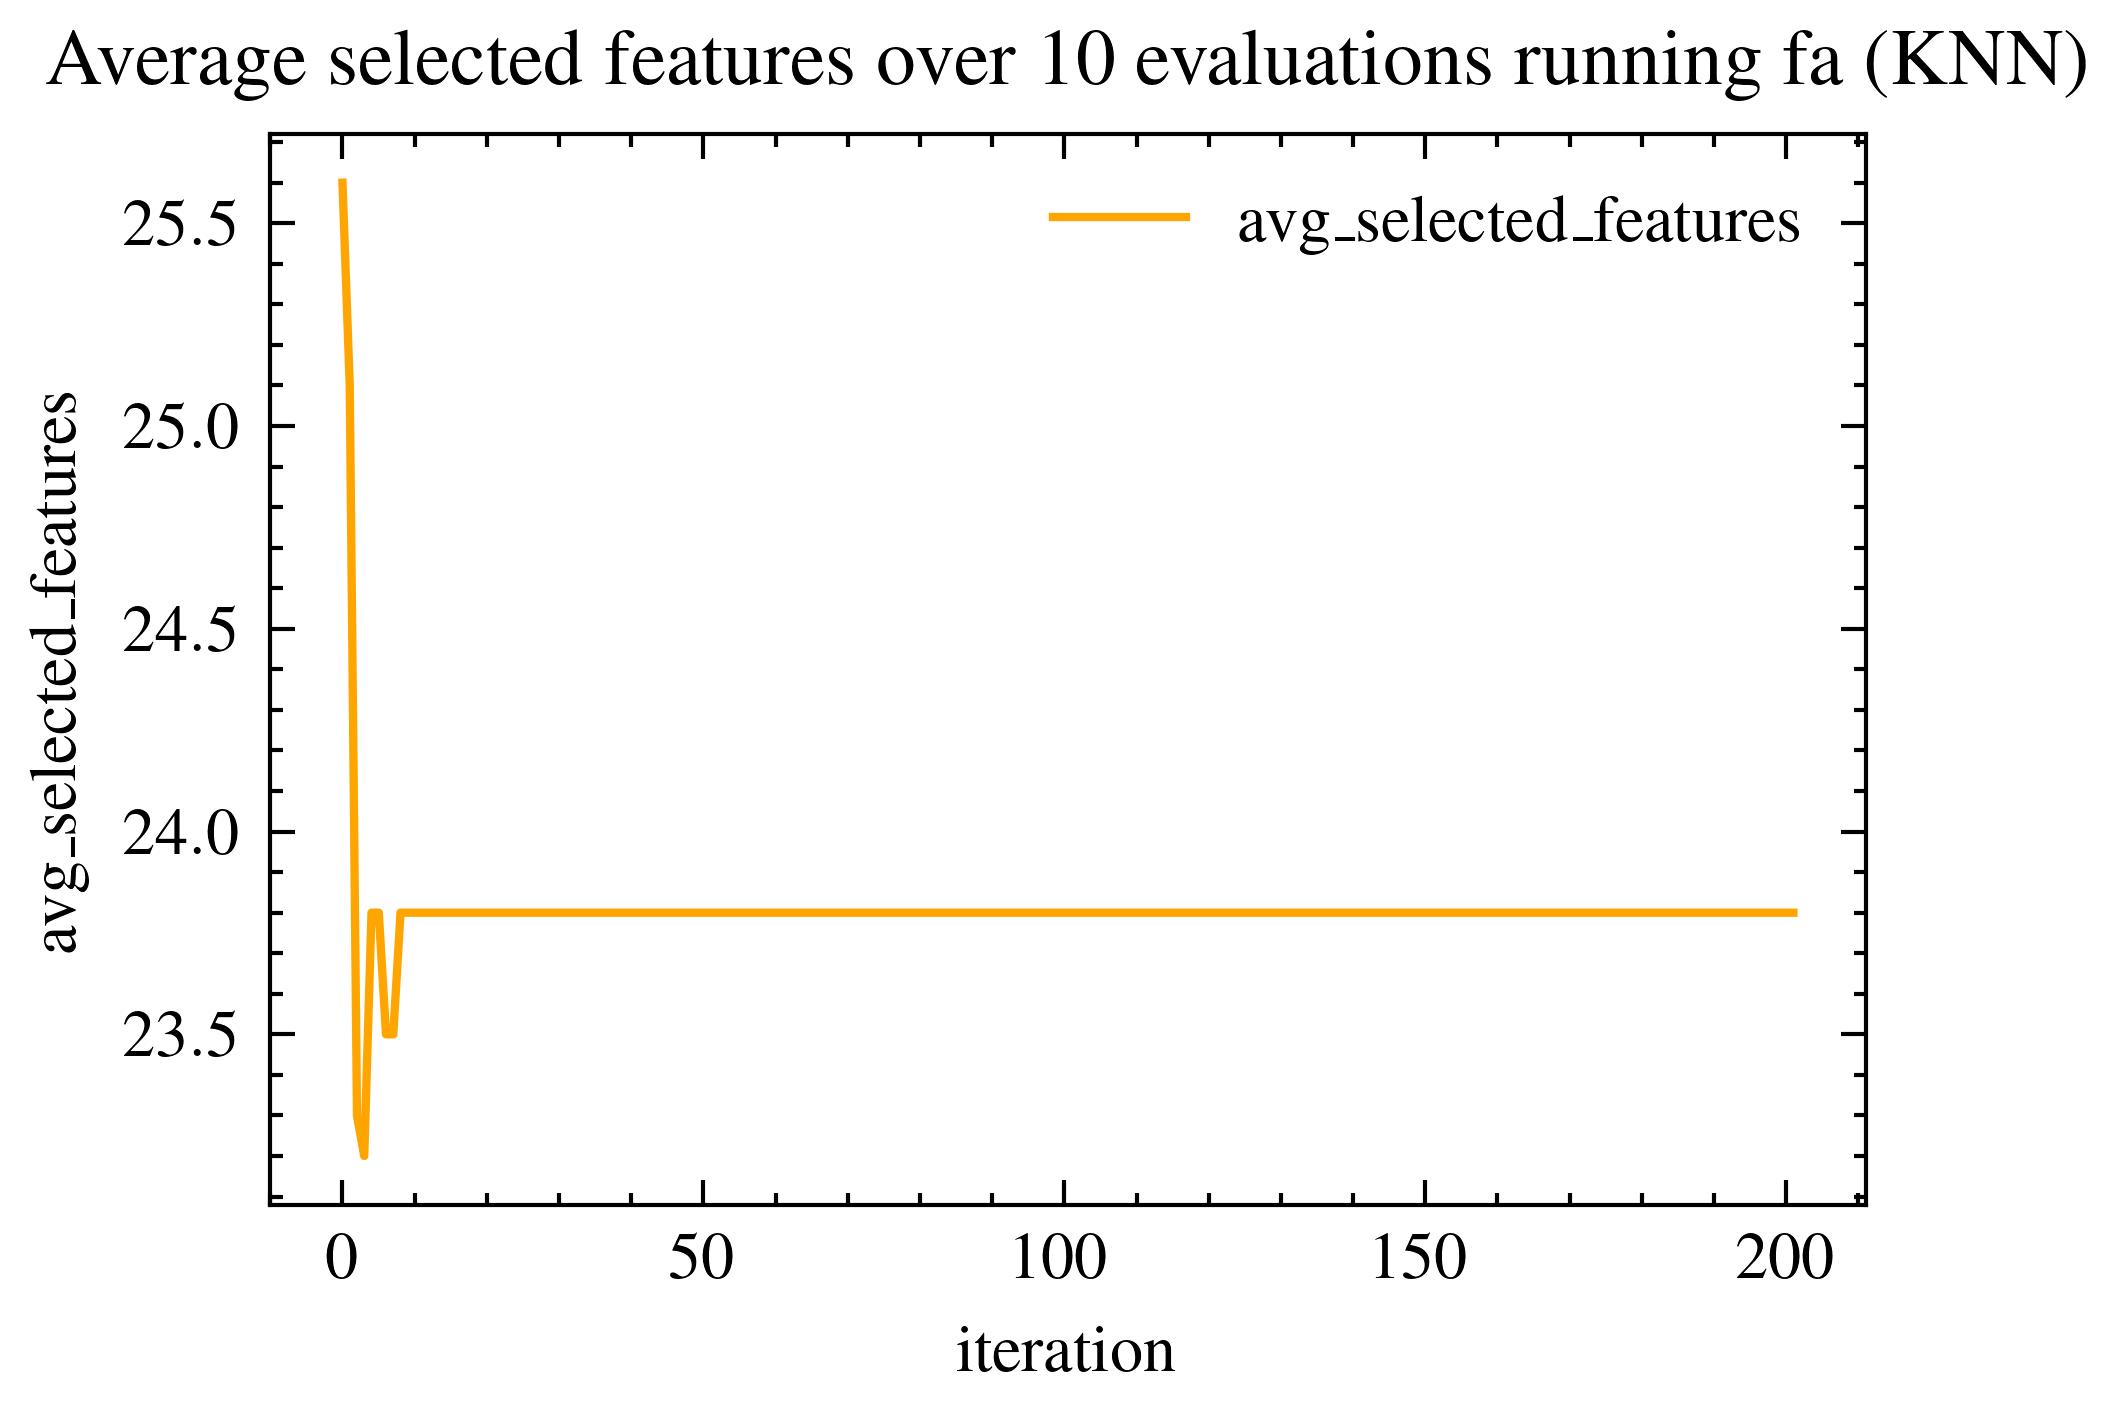 Average selected features over 10 evaluations running fa (KNN)
avg_selected_features
25.5
25.0
24.5
24.0
23.5
avg_selected_features
0 50 100 150 200
iteration